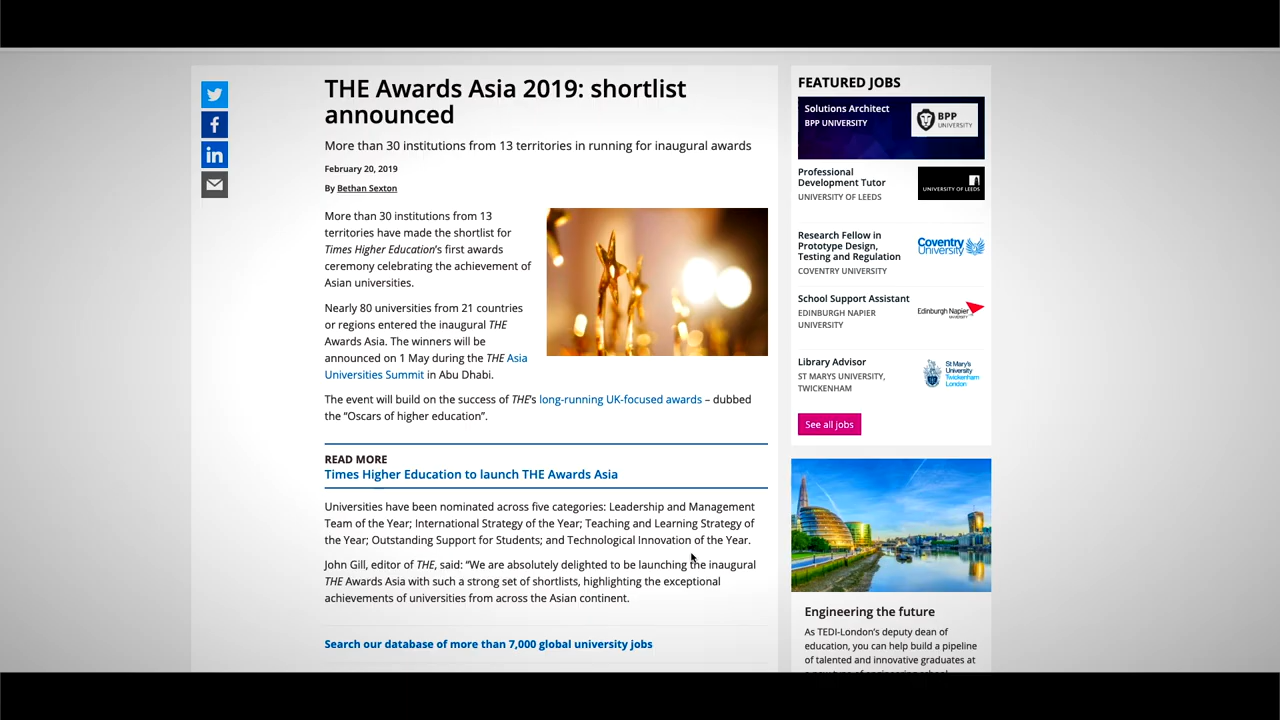 THE Awards Asia 2019: shortlist
announced
More than 30 institutions from 13 territories in running for inaugural awards
February 20, 2019
By Bethan Sexton
More than 30 institutions from 13
territories have made the shortlist for
Times Higher Education's first awards
ceremony celebrating the achievement of
Asian universities.
Nearly 80 universities from 21 countries
or regions entered the inaugural THE
Awards Asia. The winners will be
announced on 1 May during the THE Asia
Universities Summit in Abu Dhabi.
The event will build on the success of THE's long-running UK-focused awards – dubbed
the “Oscars of higher education”.
READ MORE
Times Higher Education to launch THE Awards Asia
Universities have been nominated across five categories: Leadership and Management
Team of the Year; International Strategy of the Year; Teaching and Learning Strategy of
the Year; Outstanding Support for Students; and Technological Innovation of the Year.
John Gill, editor of THE, said: “We are absolutely delighted to be launching the inaugural
THE Awards Asia with such a strong set of shortlists, highlighting the exceptional
achievements of universities from across the Asian continent.
Search our database of more than 7,000 global university jobs
FEATURED JOBS
Solutions Architect
BPP UNIVERSITY
BPP
UNIVERSITY
Professional
Development Tutor
UNIVERSITY OF LEEDS
UNIVERSITY OF LEEDS
Research Fellow in
Prototype Design,
Testing and Regulation
COVENTRY UNIVERSITY
Coventry
University
School Support Assistant
EDINBURGH NAPIER
UNIVERSITY
Edinburgh Napier
UNIVERSITY
Library Advisor
ST MARYS UNIVERSITY,
TWICKENHAM
St Mary's
University
Twickenham
London
See all jobs
Engineering the future
As TEDI-London's deputy dean of
education, you can help build a pipeline
of talented and innovative graduates at